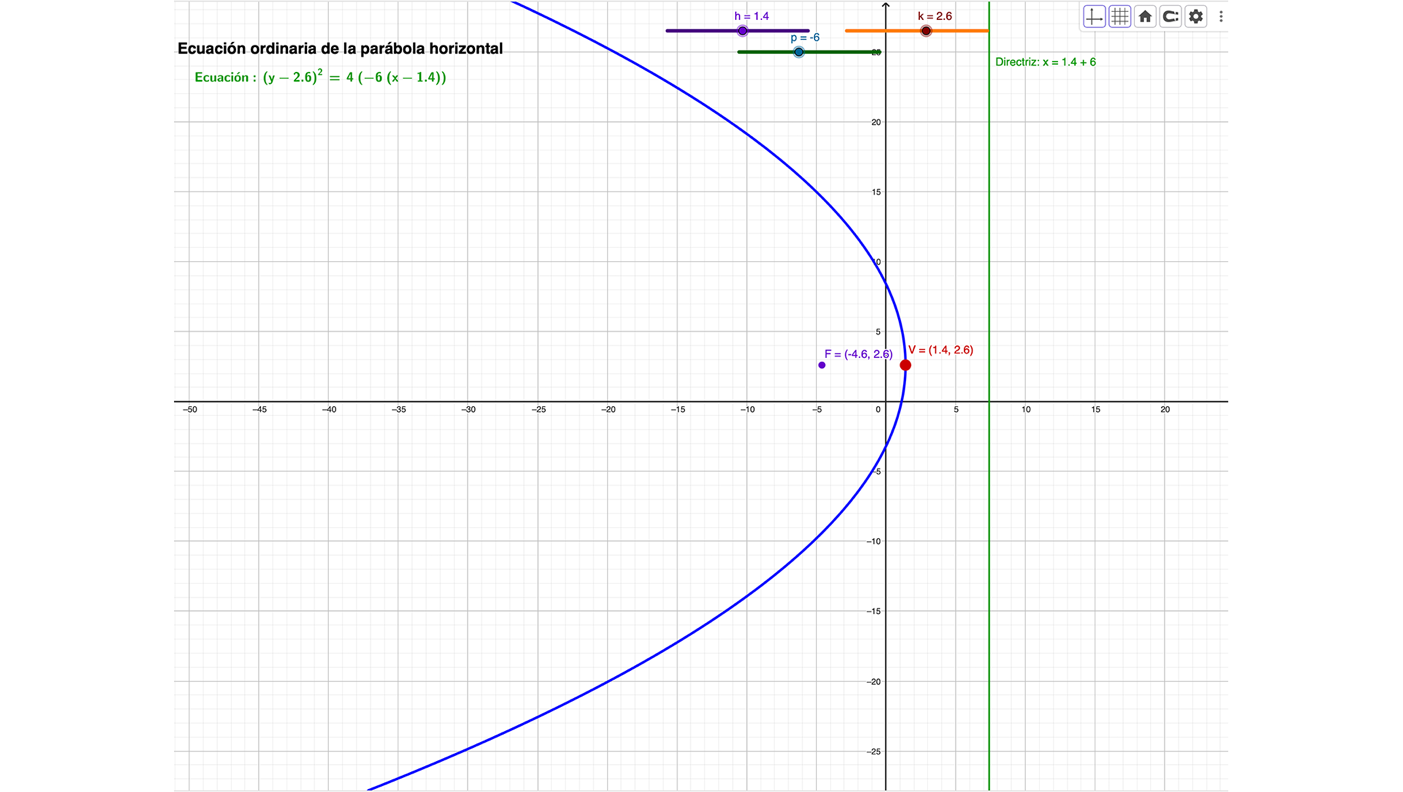 h = 1.4
k = 2.6
p = -6
Ecuación ordinaria de la parábola horizontal
Ecuación : (y − 2.6)² = 4 (−6 (x − 1.4))
Directriz: x = 1.4 + 6
25
20
15
10
5
F = (-4.6, 2.6)
V = (1.4, 2.6)
−50 −45 −40 −35 −30 −25 −20 −15 −10 −5 0 5 10 15 20
−5
−10
−15
−20
−25